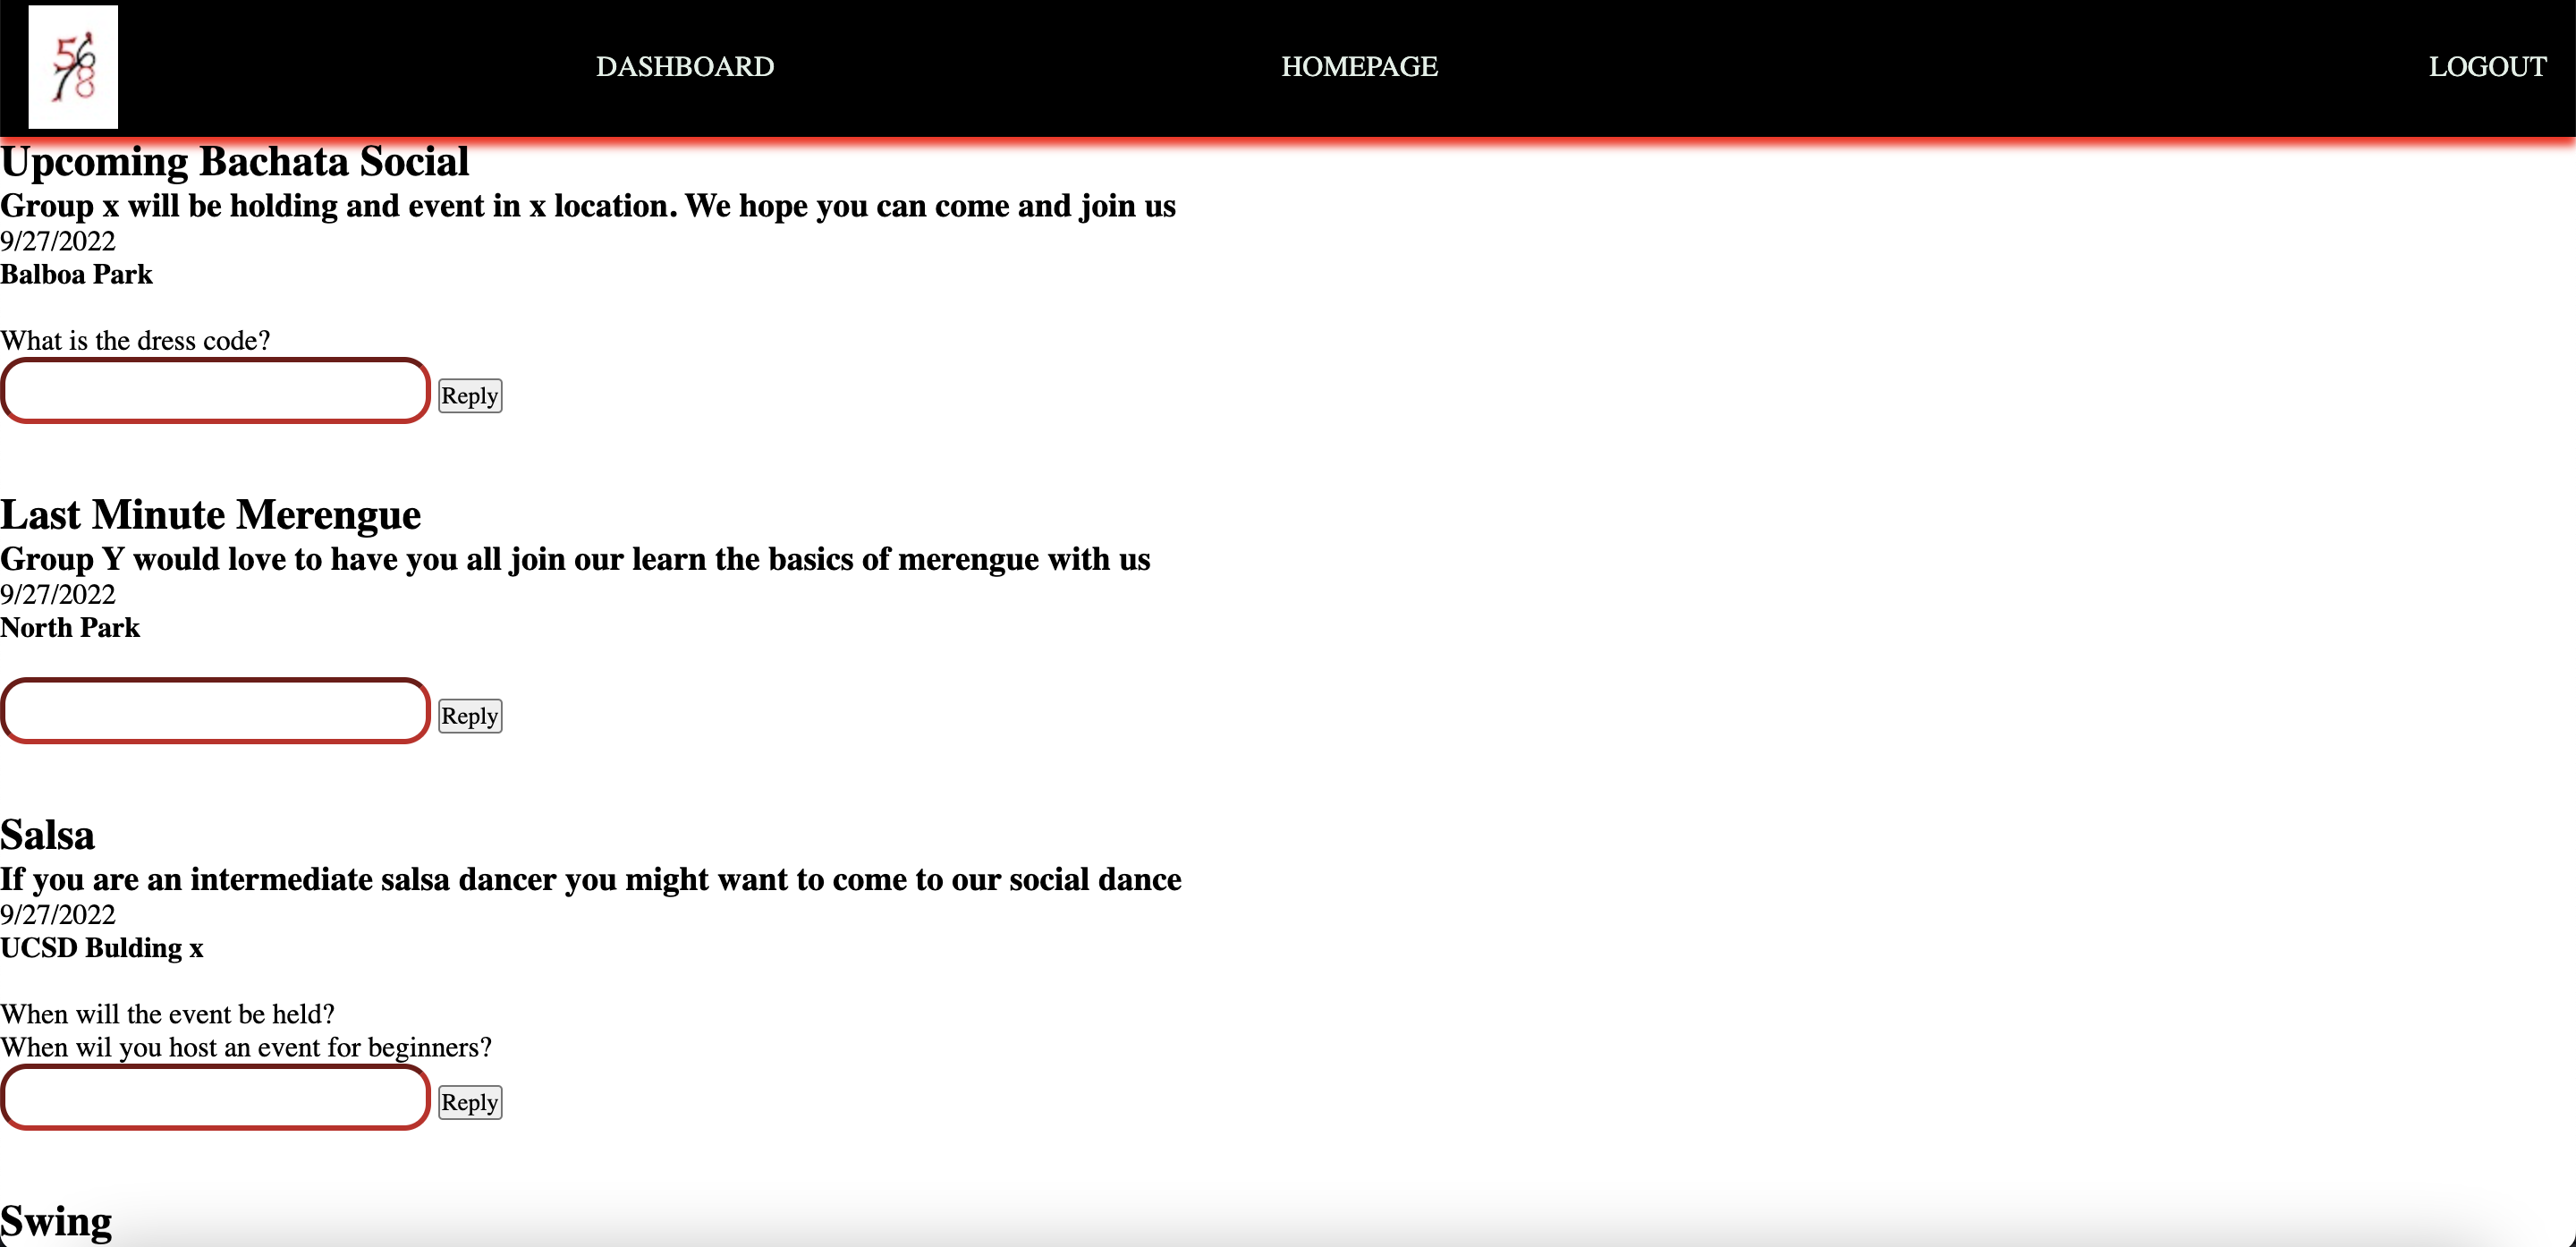 56
78
DASHBOARD HOMEPAGE LOGOUT
Upcoming Bachata Social
Group x will be holding and event in x location. We hope you can come and join us
9/27/2022
Balboa Park
What is the dress code?
Reply
Last Minute Merengue
Group Y would love to have you all join our learn the basics of merengue with us
9/27/2022
North Park
Reply
Salsa
If you are an intermediate salsa dancer you might want to come to our social dance
9/27/2022
UCSD Bulding x
When will the event be held?
When wil you host an event for beginners?
Reply
Swing